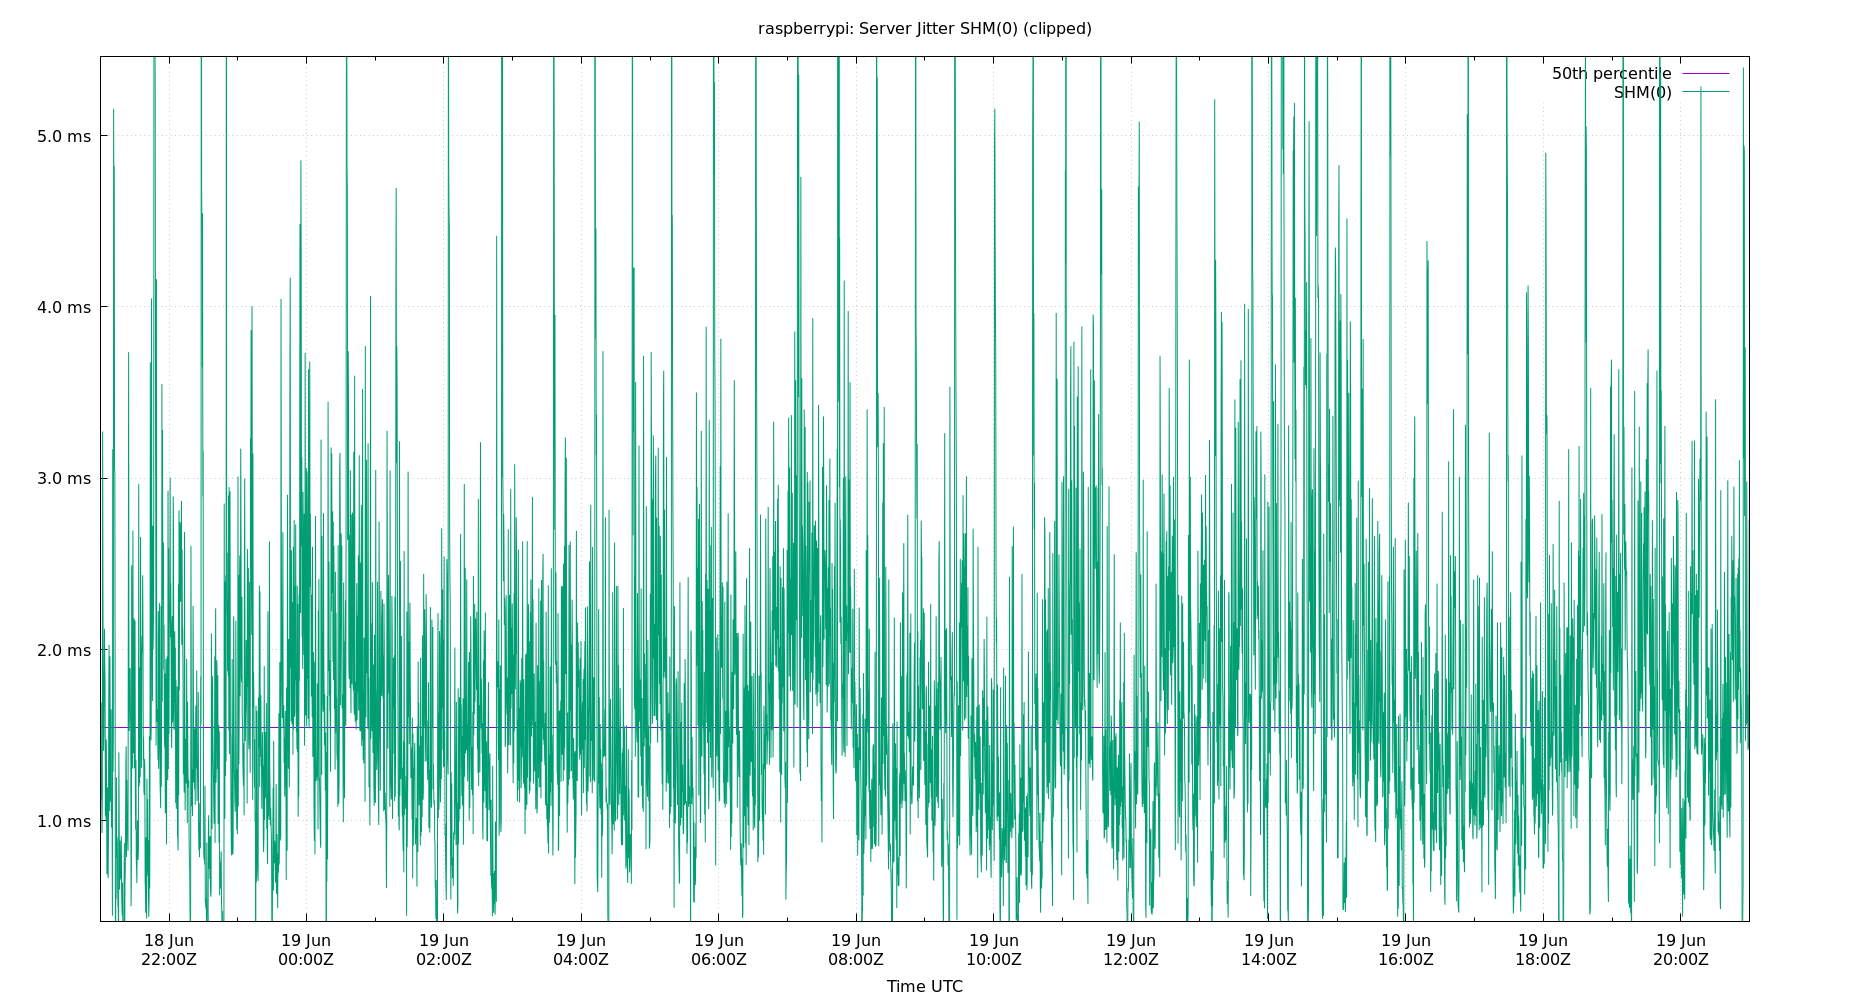 raspberrypi: Server Jitter SHM(0) (clipped)
50th percentile
SHM(0)
5.0 ms
4.0 ms
3.0 ms
2.0 ms
1.0 ms
18 Jun 19 Jun 19 Jun 19 Jun 19 Jun 19 Jun 19 Jun 19 Jun 19 Jun 19 Jun 19 Jun 19 Jun
22:00Z 00:00Z 02:00Z 04:00Z 06:00Z 08:00Z 10:00Z 12:00Z 14:00Z 16:00Z 18:00Z 20:00Z
Time UTC